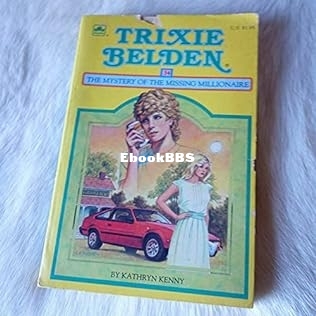 TRIXIE
BELDEN
34
THE MYSTERY OF THE MISSING MILLIONAIRE
EbookBBS
BY KATHRYN KENNY